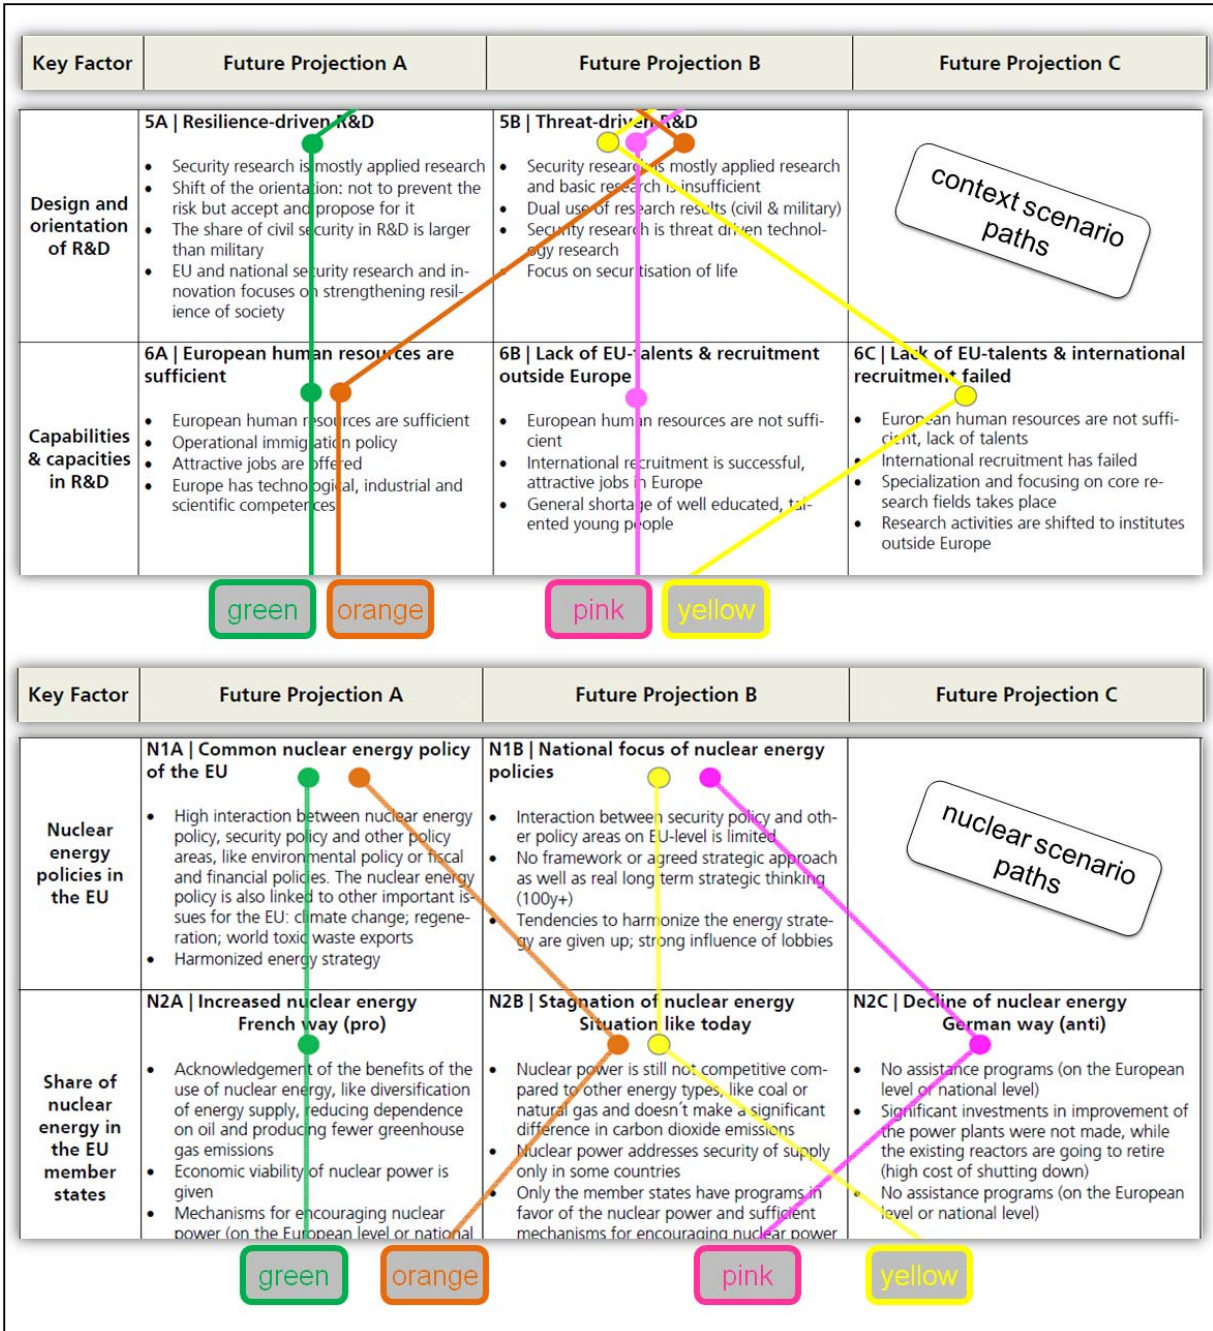 Key Factor
Future Projection A
Future Projection B
Future Projection C
Design and
orientation
of R&D
5A | Resilience-driven R&D
• Security research is mostly applied research
• Shift of the orientation: not to prevent the
risk but accept and propose for it
• The share of civil security in R&D is larger
than military
• EU and national security research and in-
novation focuses on strengthening resil-
ience of society
5B | Threat-driven R&D
• Security research is mostly applied research
and basic research is insufficient
• Dual use of research results (civil & military)
• Security research is threat driven technol-
ogy research
• Focus on securitisation of life
context scenario
paths
Capabilities
& capacities
in R&D
6A | European human resources are
sufficient
• European human resources are sufficient
• Operational immigration policy
• Attractive jobs are offered
• Europe has technological, industrial and
scientific competences
6B | Lack of EU-talents & recruitment
outside Europe
• European human resources are not suffi-
cient
• International recruitment is successful,
attractive jobs in Europe
• General shortage of well educated, tal-
ented young people
6C | Lack of EU-talents & international
recruitment failed
• European human resources are not suffi-
cient, lack of talents
• International recruitment has failed
• Specialization and focusing on core re-
search fields takes place
• Research activities are shifted to institutes
outside Europe
green
orange
pink
yellow
Key Factor
Future Projection A
Future Projection B
Future Projection C
Nuclear
energy
policies in
the EU
N1A | Common nuclear energy policy
of the EU
• High interaction between nuclear energy
policy, security policy and other policy
areas, like environmental policy or fiscal
and financial policies. The nuclear energy
policy is also linked to other important is-
sues for the EU: climate change; regene-
ration; world toxic waste exports
• Harmonized energy strategy
N1B | National focus of nuclear energy
policies
• Interaction between security policy and oth-
er policy areas on EU-level is limited
• No framework or agreed strategic approach
as well as real long term strategic thinking
(100y+)
• Tendencies to harmonize the energy strate-
gy are given up; strong influence of lobbies
nuclear scenario
paths
Share of
nuclear
energy in
the EU
member
states
N2A | Increased nuclear energy
French way (pro)
• Acknowledgement of the benefits of the
use of nuclear energy, like diversification
of energy supply, reducing dependence
on oil and producing fewer greenhouse
gas emissions
• Economic viability of nuclear power is
given
• Mechanisms for encouraging nuclear
power (on the European level or national
N2B | Stagnation of nuclear energy
Situation like today
• Nuclear power is still not competitive com-
pared to other energy types, like coal or
natural gas and doesn´t make a significant
difference in carbon dioxide emissions
• Nuclear power addresses security of supply
only in some countries
• Only the member states have programs in
favor of the nuclear power and sufficient
mechanisms for encouraging nuclear power
N2C | Decline of nuclear energy
German way (anti)
• No assistance programs (on the European
level or national level)
• Significant investments in improvement of
the power plants were not made, while
the existing reactors are going to retire
(high cost of shutting down)
• No assistance programs (on the European
level or national level)
green
orange
pink
yellow